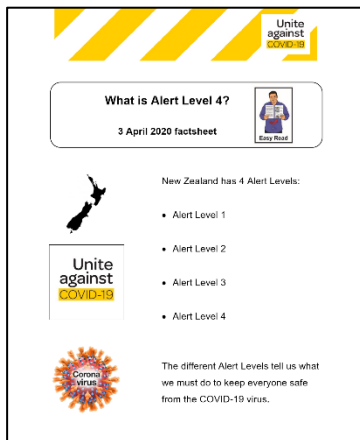 Unite
against
COVID-19
What is Alert Level 4?
3 April 2020 factsheet
Easy Read
New Zealand has 4 Alert Levels:
• Alert Level 1
• Alert Level 2
Unite
against
COVID-19
• Alert Level 3
• Alert Level 4
Corona
virus
The different Alert Levels tell us what
we must do to keep everyone safe
from the COVID-19 virus.